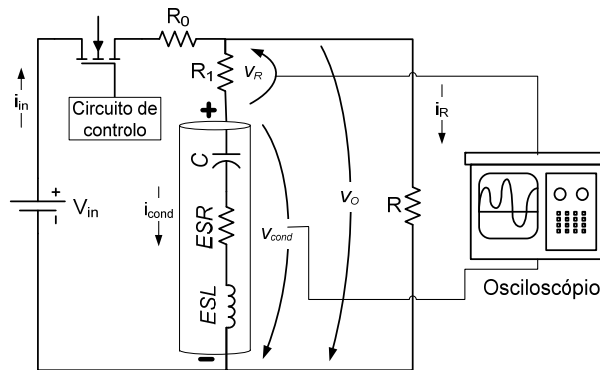 R0
R1
vR
iin
Circuito de
controlo
+
iR
C
+
-
Vin
icond
ESR
vcond
vO
R
ESL
Osciloscópio
-